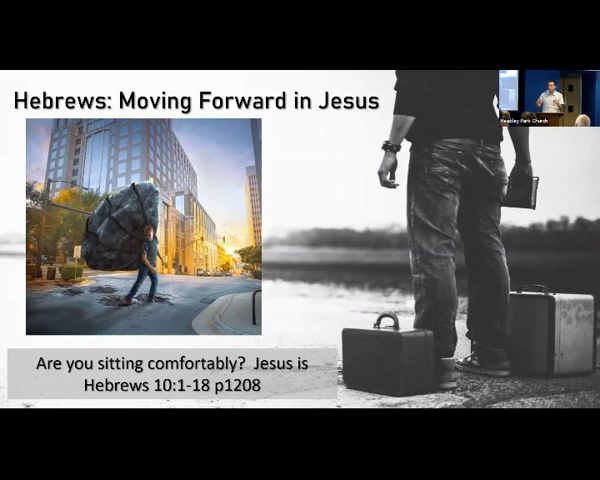 Hebrews: Moving Forward in Jesus
Headley Park Church
Are you sitting comfortably? Jesus is
Hebrews 10:1-18 p1208